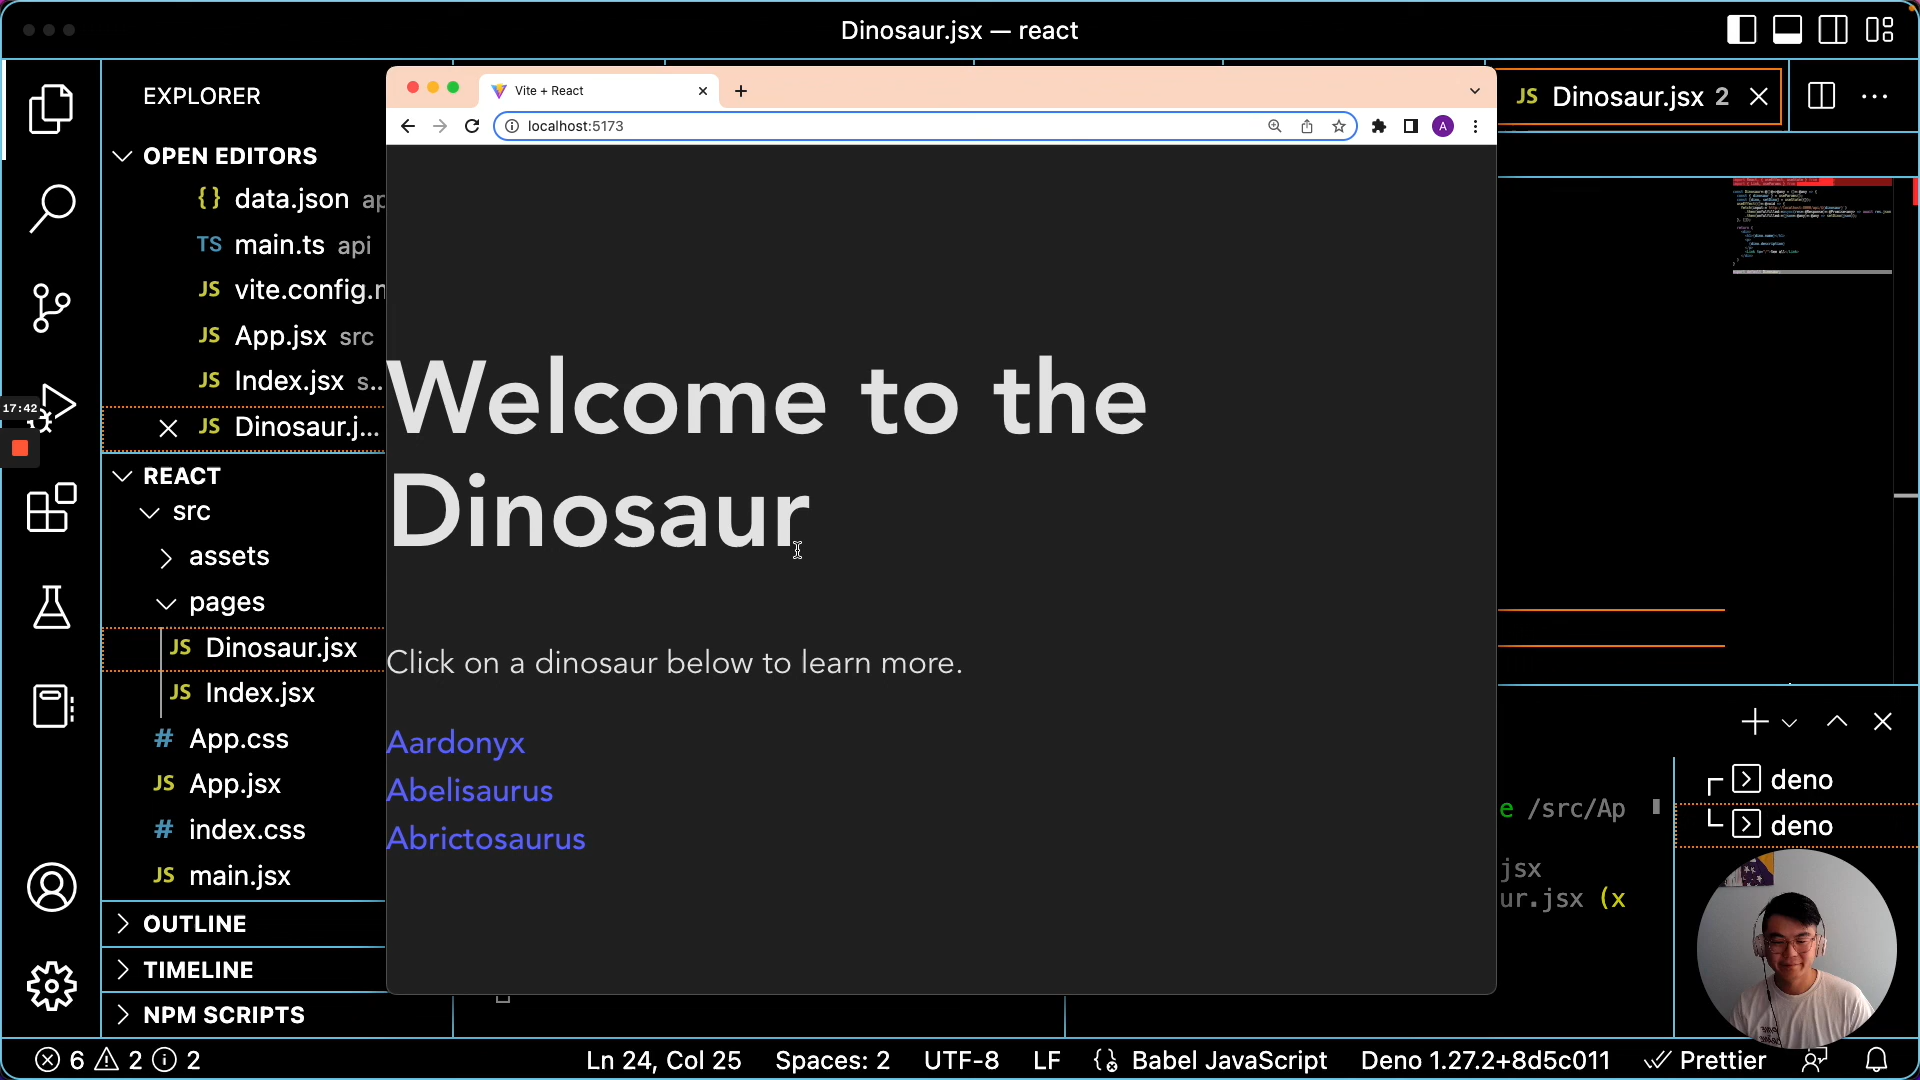 Dinosaur.jsx — react
EXPLORER
OPEN EDITORS
{} data.json ap
TS main.ts api
JS vite.config.m
JS App.jsx src
JS Index.jsx s...
JS Dinosaur.j...
17:42
REACT
src
assets
pages
JS Dinosaur.jsx
JS Index.jsx
# App.css
JS App.jsx
# index.css
JS main.jsx
OUTLINE
TIMELINE
NPM SCRIPTS
Vite + React
localhost:5173
A
Welcome to the
Dinosaur
Click on a dinosaur below to learn more.
Aardonyx
Abelisaurus
Abrictosaurus
JS Dinosaur.jsx 2
e /src/Ap
jsx
ur.jsx (x
deno
deno
6 2 2
Ln 24, Col 25 Spaces: 2 UTF-8 LF Babel JavaScript Deno 1.27.2+8d5c011 Prettier